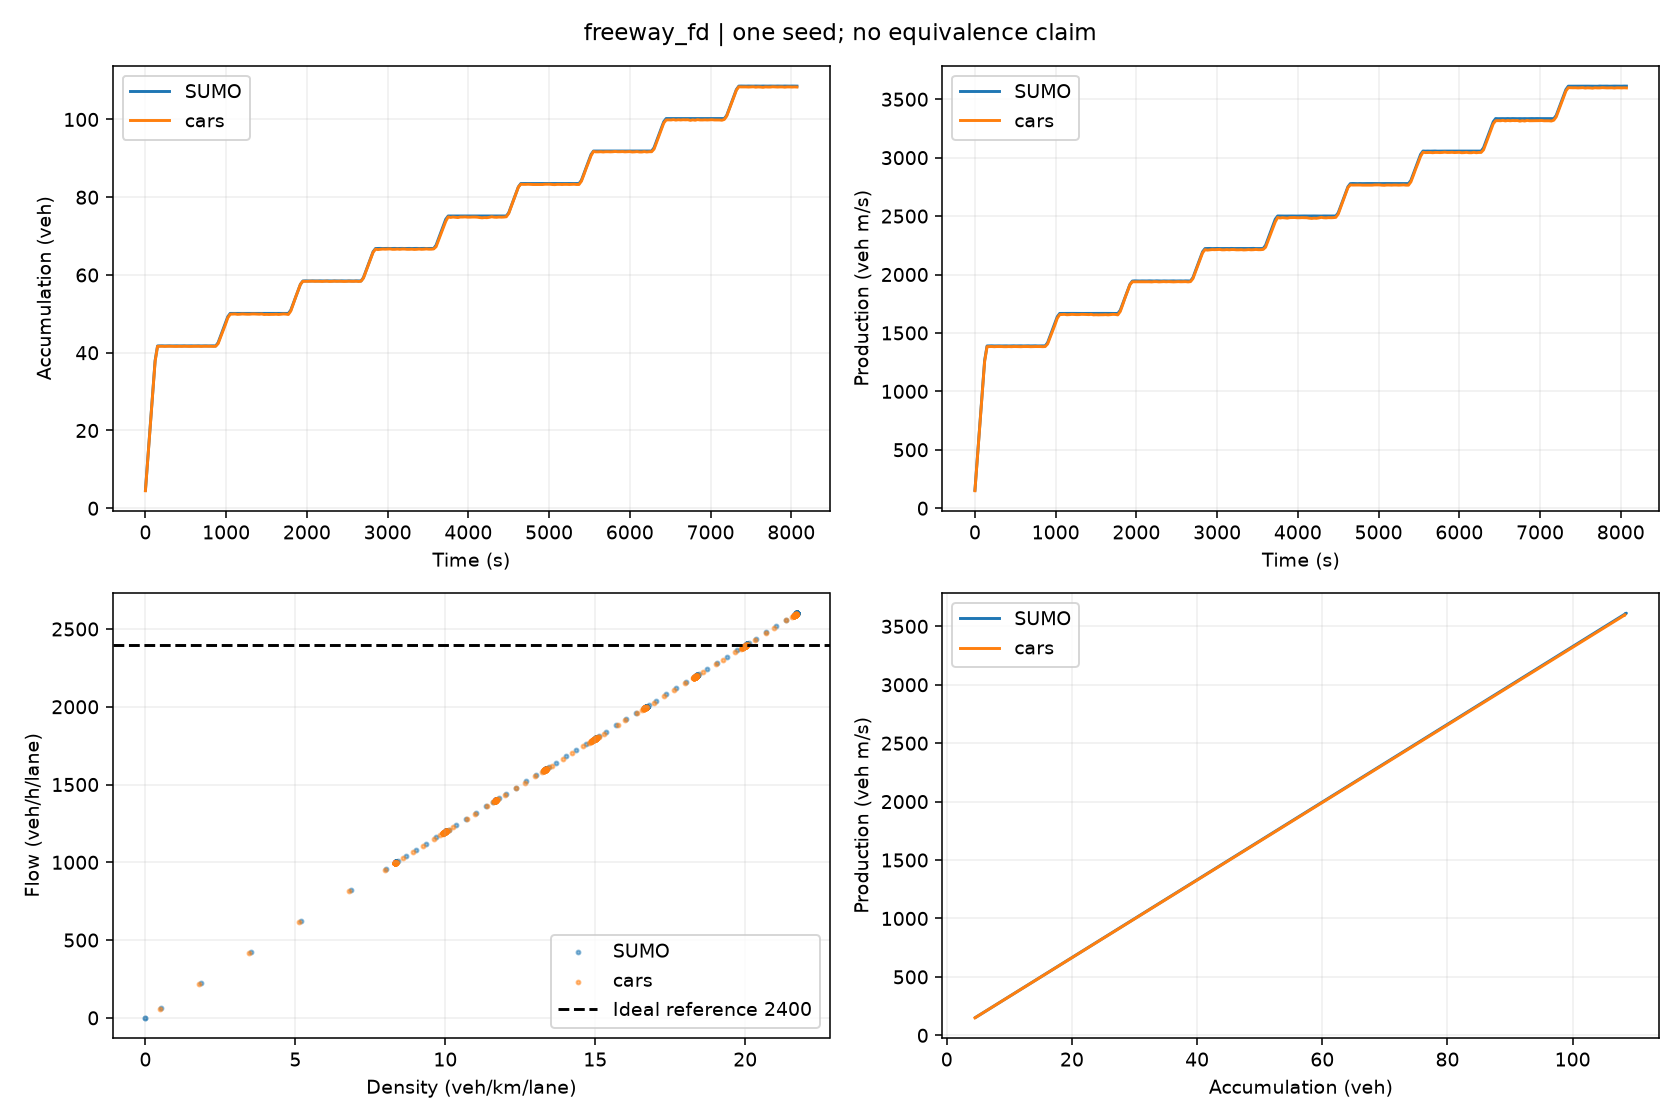 freeway_fd | one seed; no equivalence claim
SUMO
cars
Accumulation (veh)
100
80
60
40
20
0
0 1000 2000 3000 4000 5000 6000 7000 8000
Time (s)
SUMO
cars
Production (veh m/s)
3500
3000
2500
2000
1500
1000
500
0
0 1000 2000 3000 4000 5000 6000 7000 8000
Time (s)
Flow (veh/h/lane)
2500
2000
1500
1000
500
0
SUMO
cars
Ideal reference 2400
0 5 10 15 20
Density (veh/km/lane)
SUMO
cars
Production (veh m/s)
3500
3000
2500
2000
1500
1000
500
0
0 20 40 60 80 100
Accumulation (veh)